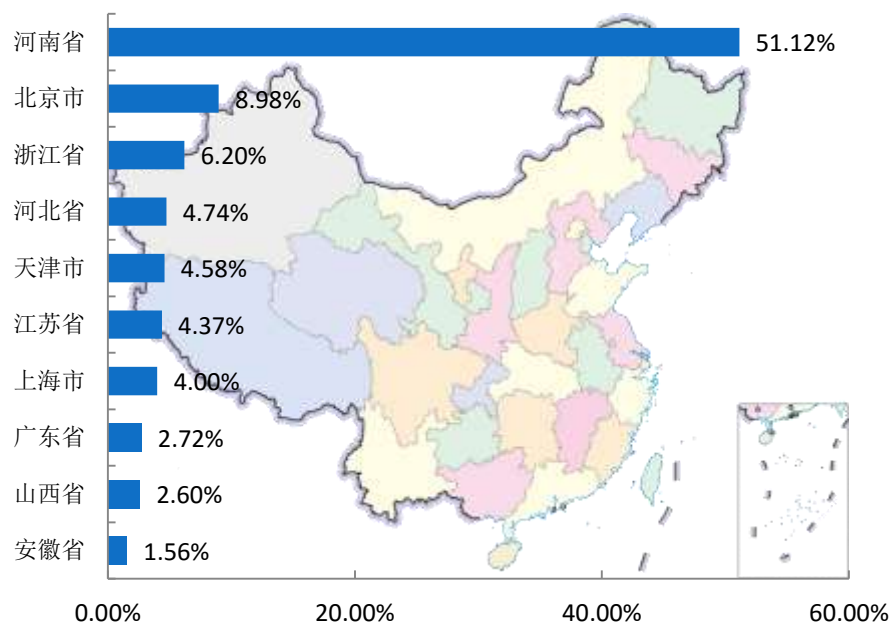 河南省 51.12%
北京市 8.98%
浙江省 6.20%
河北省 4.74%
天津市 4.58%
江苏省 4.37%
上海市 4.00%
广东省 2.72%
山西省 2.60%
安徽省 1.56%
0.00% 20.00% 40.00% 60.00%